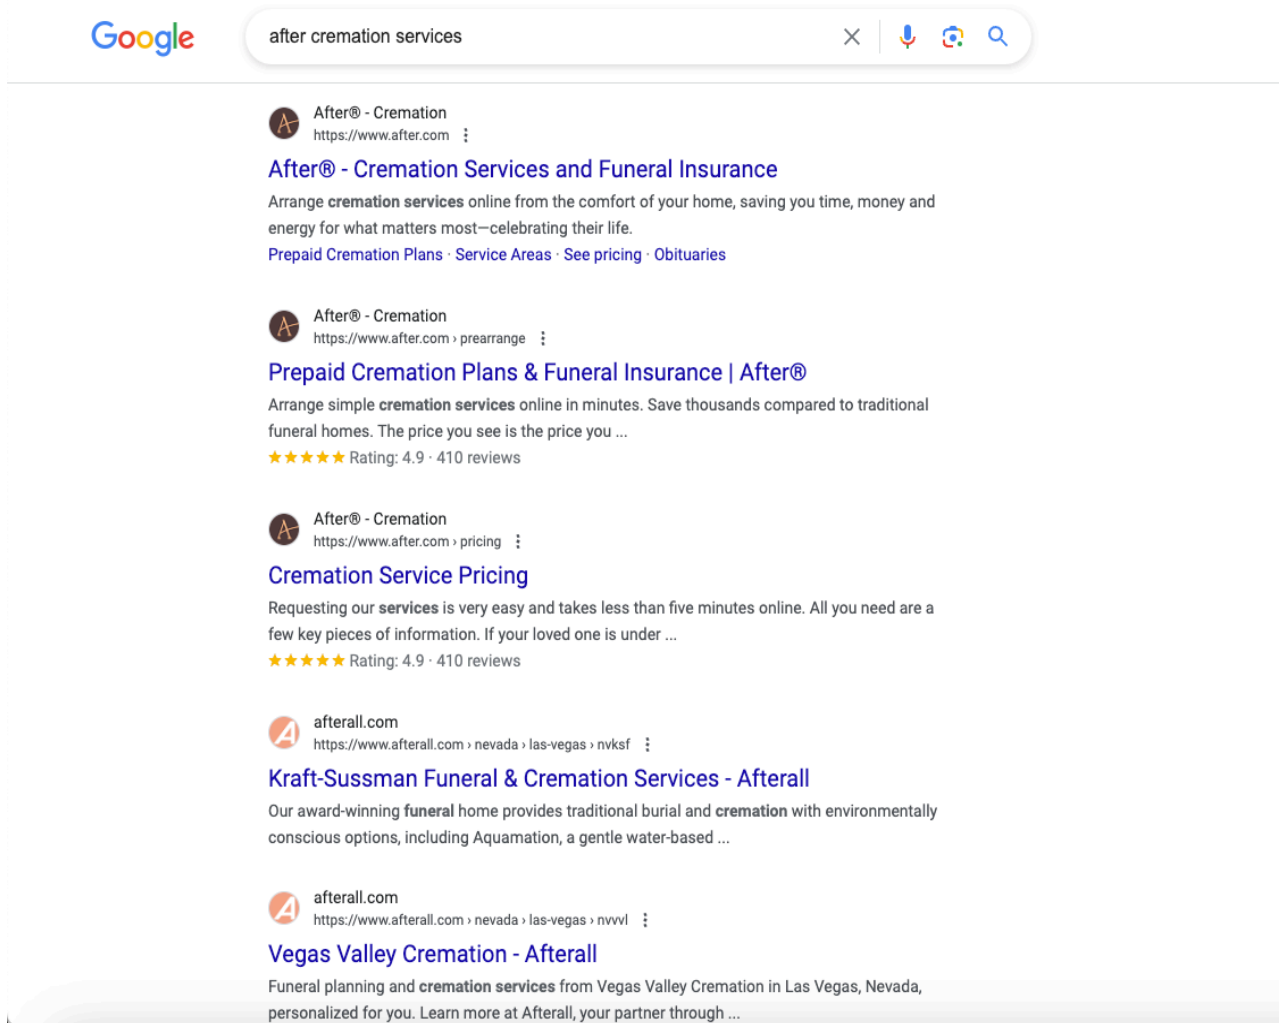 Google
after cremation services
After® - Cremation
https://www.after.com
After® - Cremation Services and Funeral Insurance
Arrange cremation services online from the comfort of your home, saving you time, money and
energy for what matters most—celebrating their life.
Prepaid Cremation Plans · Service Areas · See pricing · Obituaries
After® - Cremation
https://www.after.com › prearrange
Prepaid Cremation Plans & Funeral Insurance | After®
Arrange simple cremation services online in minutes. Save thousands compared to traditional
funeral homes. The price you see is the price you ...
Rating: 4.9 · 410 reviews
After® - Cremation
https://www.after.com › pricing
Cremation Service Pricing
Requesting our services is very easy and takes less than five minutes online. All you need are a
few key pieces of information. If your loved one is under ...
Rating: 4.9 · 410 reviews
afterall.com
https://www.afterall.com › nevada › las-vegas › nvksf
Kraft-Sussman Funeral & Cremation Services - Afterall
Our award-winning funeral home provides traditional burial and cremation with environmentally
conscious options, including Aquamation, a gentle water-based ...
afterall.com
https://www.afterall.com › nevada › las-vegas › nvvvl
Vegas Valley Cremation - Afterall
Funeral planning and cremation services from Vegas Valley Cremation in Las Vegas, Nevada,
personalized for you. Learn more at Afterall, your partner through ...